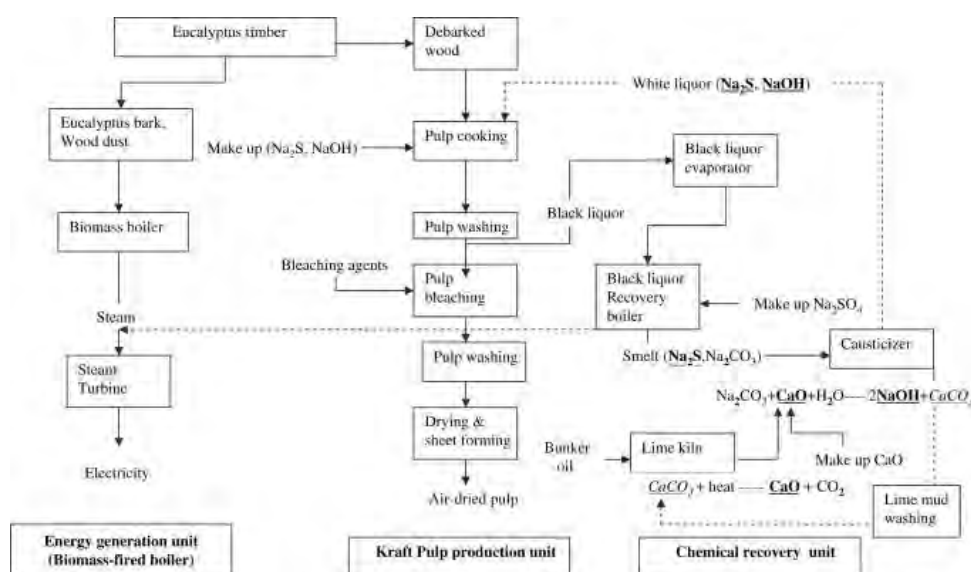 Eucalyptus timber
Debarked
wood
White liquor (Na2S, NaOH)
Eucalyptus bark,
Wood dust
Make up (Na2S, NaOH)
Pulp cooking
Black liquor
evaporator
Biomass boiler
Pulp washing
Black liquor
Bleaching agents
Pulp
bleaching
Black liquor
Recovery
boiler
Make up Na2SO4
Steam
Steam
Turbine
Pulp washing
Smelt (Na2S,Na2CO3)
Causticizer
Na2CO3+CaO+H2O — 2NaOH+CaCO3
Drying &
sheet forming
Electricity
Bunker
oil
Lime kiln
Make up CaO
Air-dried pulp
CaCO3 + heat — CaO + CO2
Lime mud
washing
Energy generation unit
(Biomass-fired boiler)
Kraft Pulp production unit
Chemical recovery unit